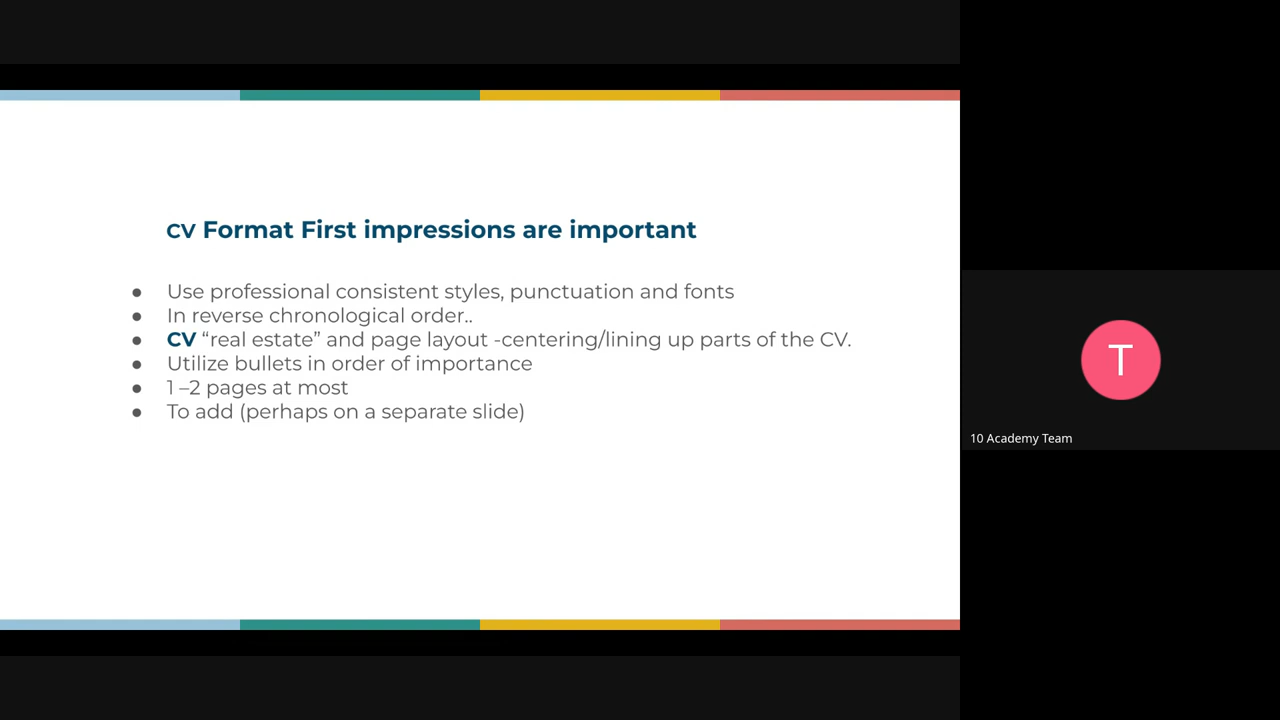 CV Format First impressions are important
● Use professional consistent styles, punctuation and fonts
● In reverse chronological order..
● CV “real estate” and page layout -centering/lining up parts of the CV.
● Utilize bullets in order of importance
● 1 –2 pages at most
● To add (perhaps on a separate slide)
T
10 Academy Team